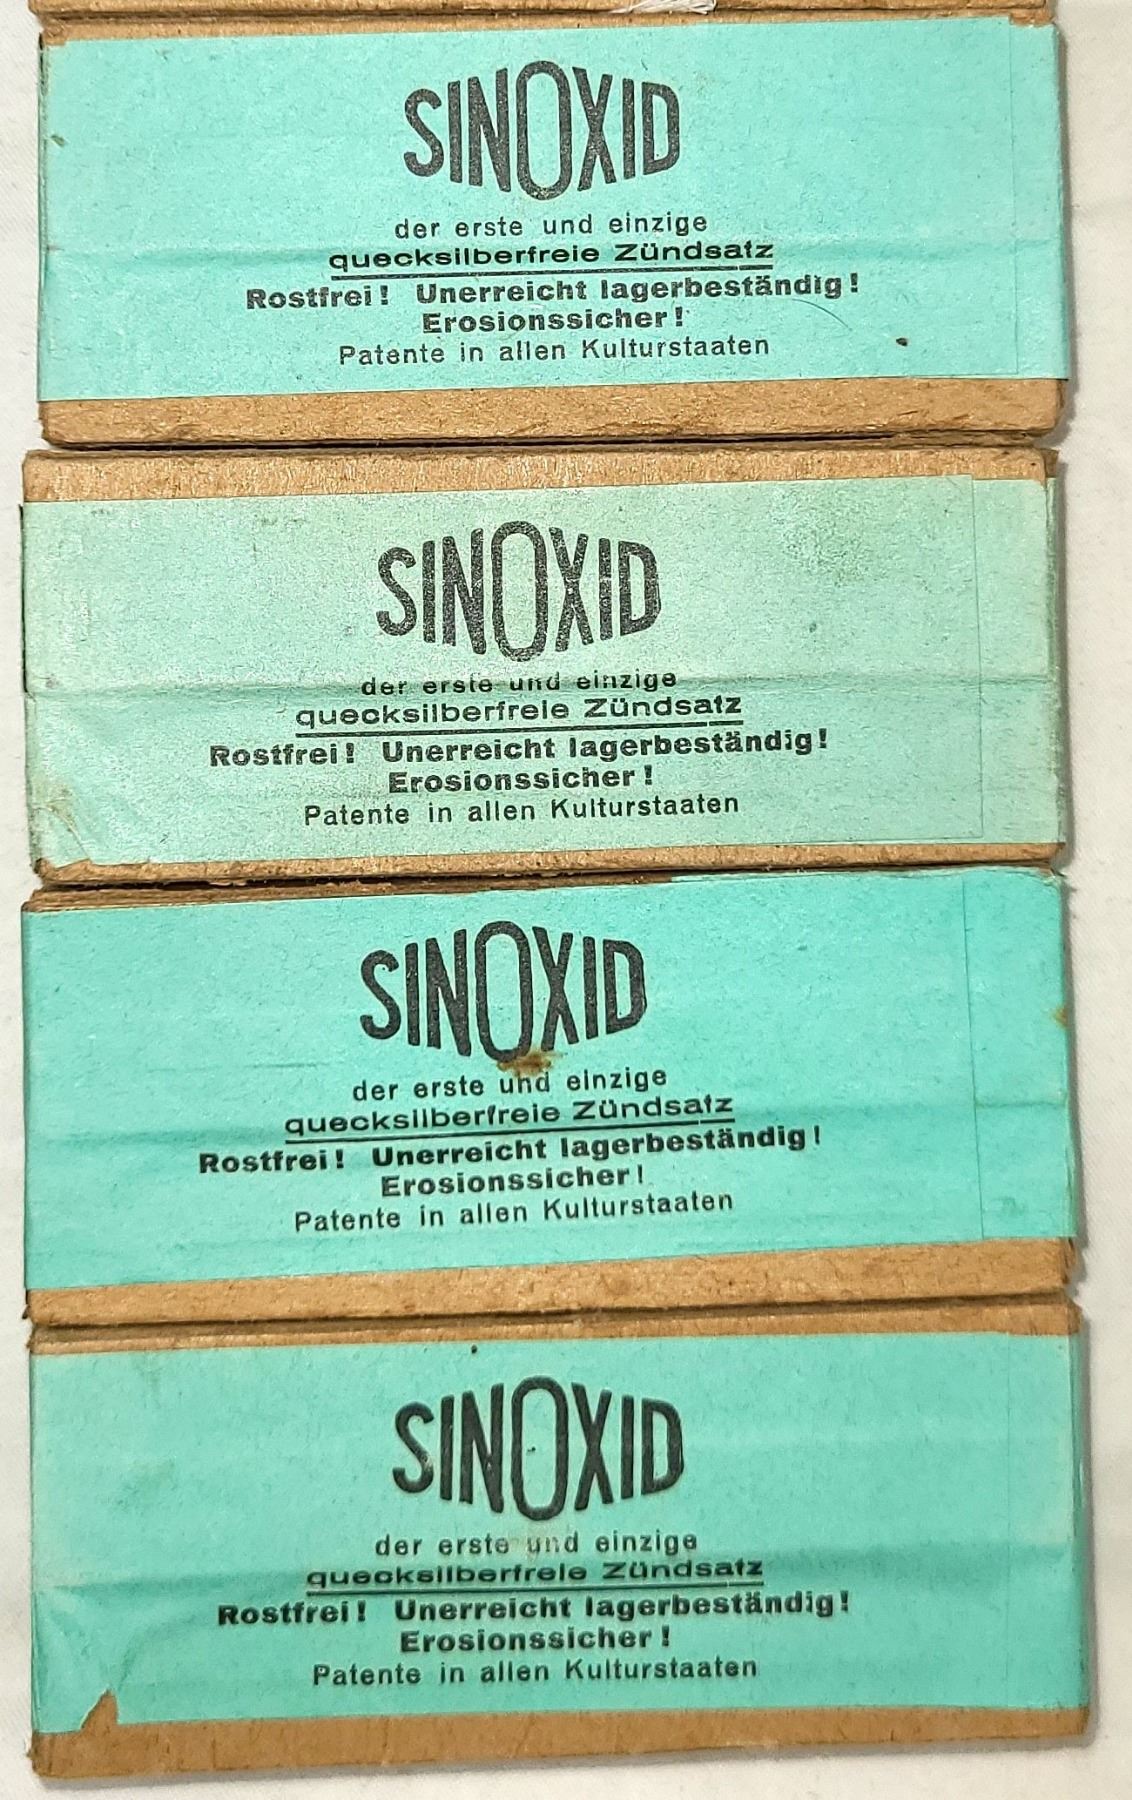 SINOXID
der erste und einzige
quecksilberfreie Zündsatz
Rostfrei! Unerreicht lagerbeständig!
Erosionssicher!
Patente in allen Kulturstaaten
SINOXID
der erste und einzige
quecksilberfreie Zündsatz
Rostfrei! Unerreicht lagerbeständig!
Erosionssicher!
Patente in allen Kulturstaaten
SINOXID
der erste und einzige
quecksilberfreie Zündsatz
Rostfrei! Unerreicht lagerbeständig!
Erosionssicher!
Patente in allen Kulturstaaten
SINOXID
der erste und einzige
quecksilberfreie Zündsatz
Rostfrei! Unerreicht lagerbeständig!
Erosionssicher!
Patente in allen Kulturstaaten